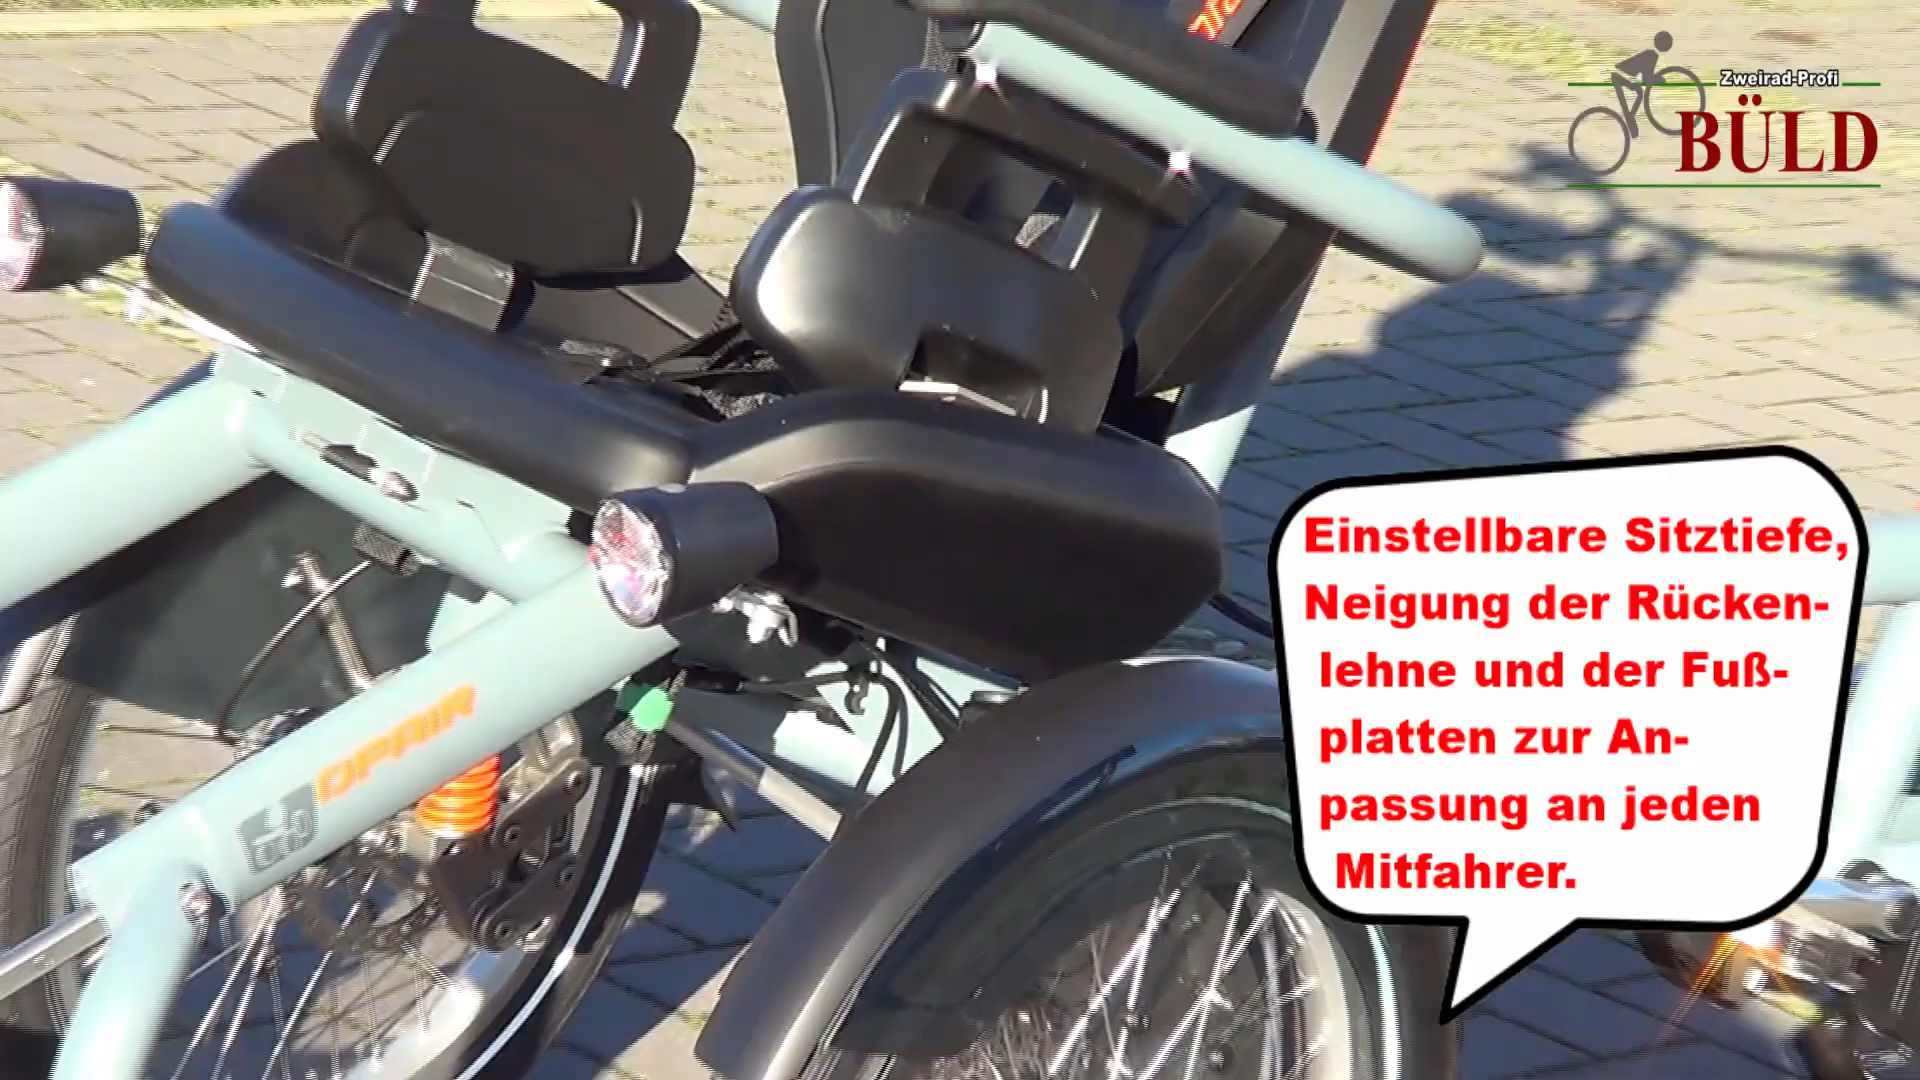 Zweirad-Profi
BÜLD
Einstellbare Sitztiefe,
Neigung der Rücken-
lehne und der Fuß-
platten zur An-
passung an jeden
Mitfahrer.
OPAIR